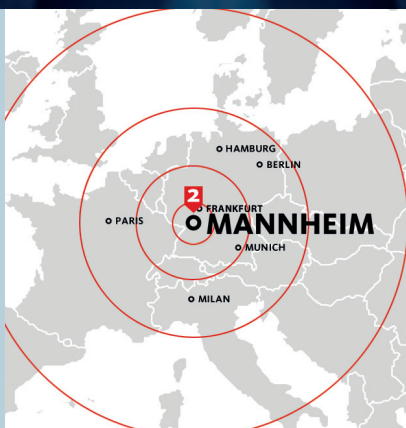 HAMBURG
BERLIN
2
FRANKFURT
PARIS
MANNHEIM
MUNICH
MILAN